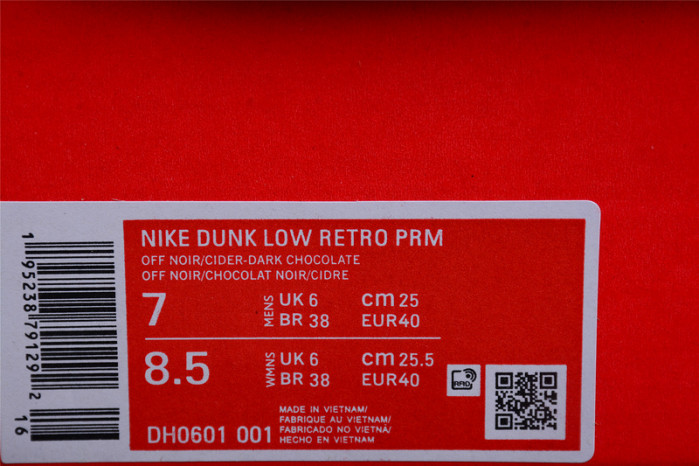 NIKE DUNK LOW RETRO PRM
OFF NOIR/CIDER-DARK CHOCOLATE
OFF NOIR/CHOCOLAT NOIR/CIDRE
7 MENS UK 6 cm 25
BR 38 EUR40
8.5 WMNS UK 6 cm 25.5
BR 38 EUR40
RFID
MADE IN VIETNAM/
FABRIQUE AU VIETNAM/
FABRICADO NO VIETNÃ/
HECHO EN VIETNAM
DH0601 001
1 95238 79129 2
16